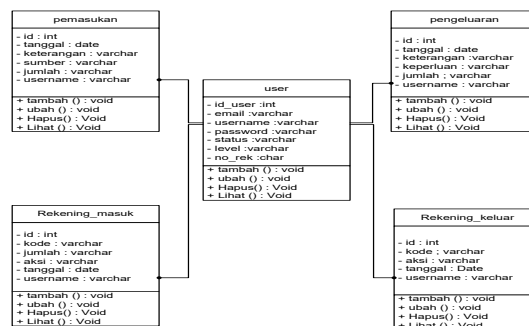 pemasukan
- id : int
- tanggal : date
- keterangan : varchar
- sumber : varchar
- jumlah : varchar
- username : varchar
+ tambah () : void
+ ubah () : void
+ Hapus() : Void
+ Lihat () : Void
pengeluaran
- id : int
- tanggal : date
- keterangan :varchar
- keperluan : varchar
- jumlah ; varchar
- username : varchar
+ tambah () : void
+ ubah () : void
+ Hapus() : Void
+ Lihat () : Void
user
- id_user :int
- email :varchar
- username :varchar
- password :varchar
- status :varchar
- level :varchar
- no_rek :char
+ tambah () : void
+ ubah () : void
+ Hapus() : Void
+ Lihat () : Void
Rekening_masuk
- id : int
- kode : varchar
- jumlah : varchar
- aksi : varchar
- tanggal : date
- username : varchar
+ tambah () : void
+ ubah () : void
+ Hapus() : Void
+ Lihat () : Void
Rekening_keluar
- id : int
- kode ; varchar
- aksi : varchar
- tanggal : Date
- username : varchar
+ tambah () : void
+ ubah () : void
+ Hapus() : Void
+ Lihat () : Void